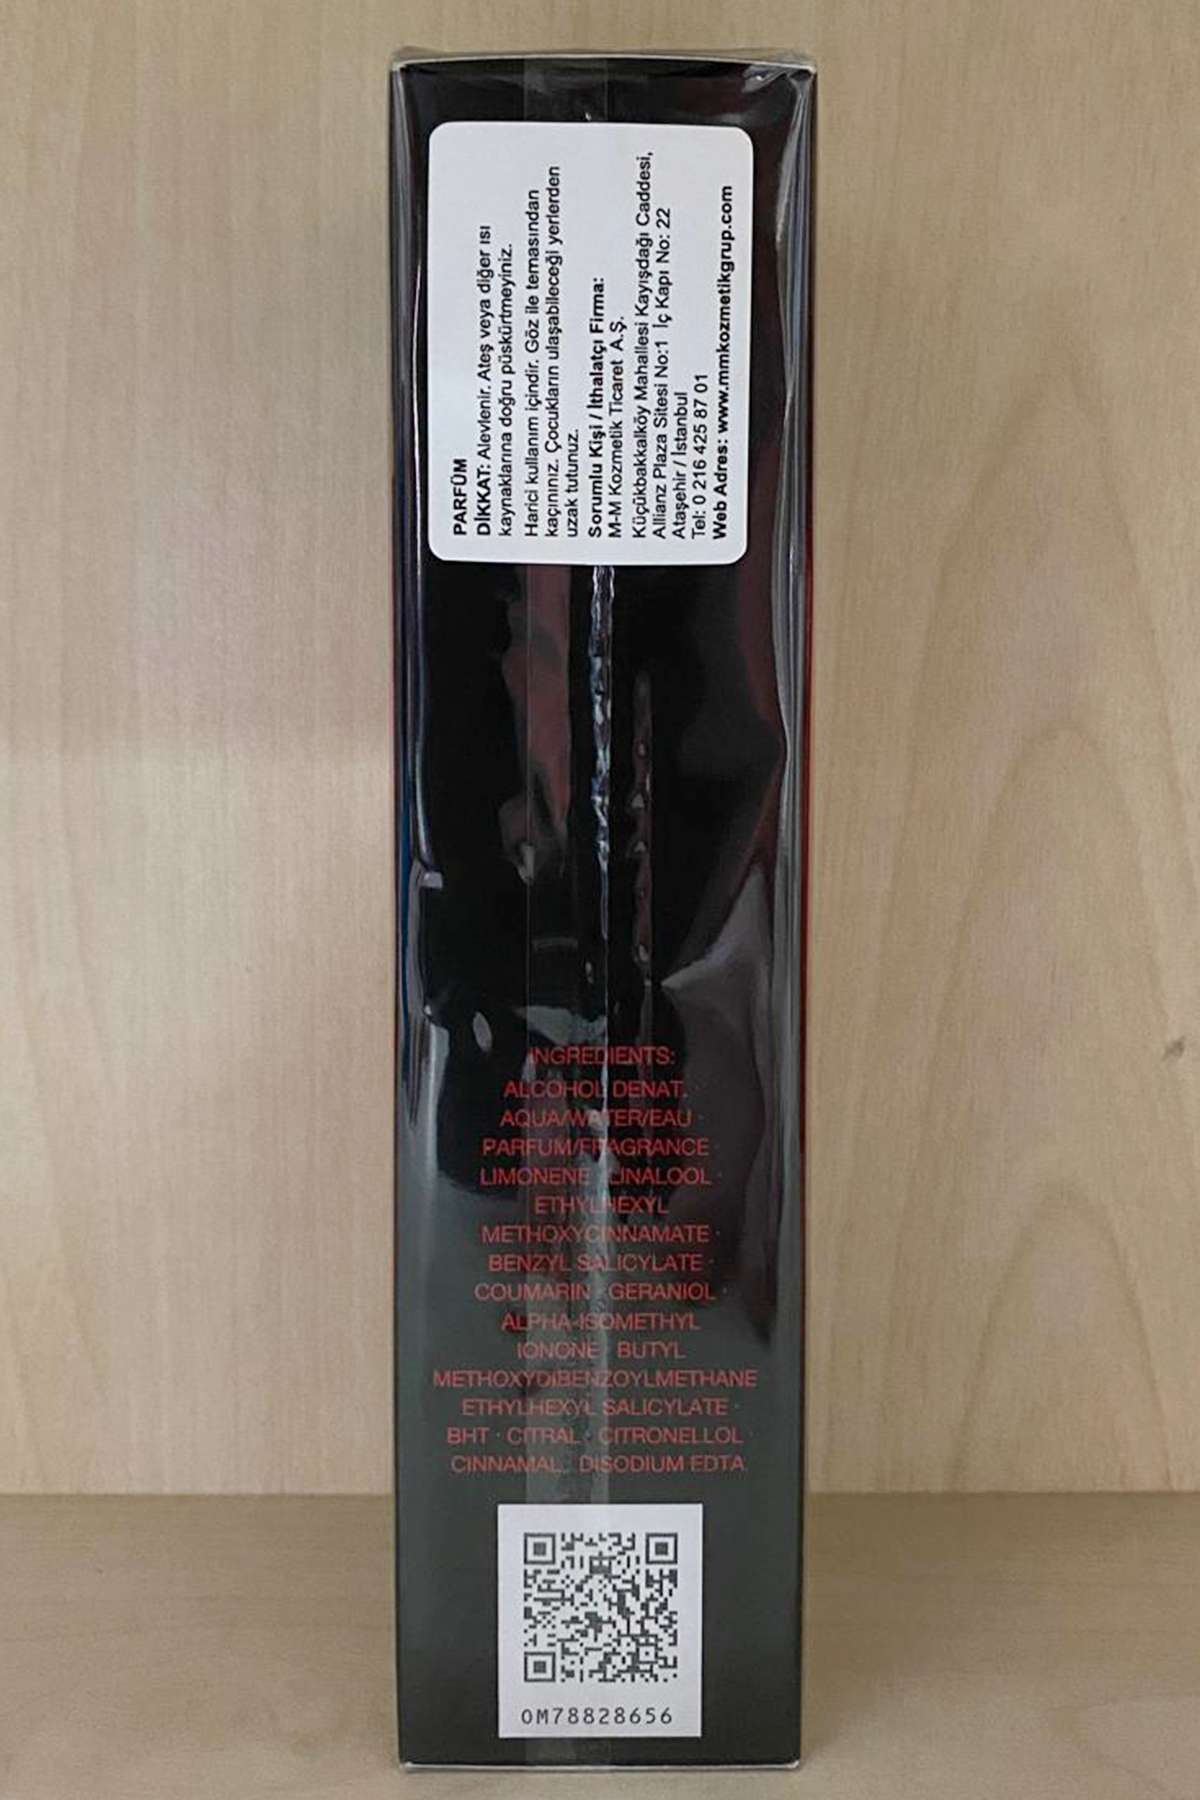 PARFÜM
DİKKAT: Alevlenir. Ateş veya diğer ısı
kaynaklarına doğru püskürtmeyiniz.
Harici kullanım içindir. Göz ile temasından
kaçınınız. Çocukların ulaşabileceği yerlerden
uzak tutunuz.
Sorumlu Kişi / İthalatçı Firma:
M-M Kozmetik Ticaret A.Ş.
Küçükbakkalköy Mahallesi Kayışdağı Caddesi,
Allianz Plaza Sitesi No:1 İç Kapı No: 22
Ataşehir / İstanbul
Tel: 0 216 425 87 01
Web Adres: www.mmkozmetikgrup.com
INGREDIENTS:
ALCOHOL DENAT.
AQUA/WATER/EAU ·
PARFUM/FRAGRANCE ·
LIMONENE · LINALOOL ·
ETHYLHEXYL
METHOXYCINNAMATE ·
BENZYL SALICYLATE ·
COUMARIN · GERANIOL ·
ALPHA-ISOMETHYL
IONONE · BUTYL
METHOXYDIBENZOYLMETHANE
ETHYLHEXYL SALICYLATE ·
BHT · CITRAL · CITRONELLOL ·
CINNAMAL · DISODIUM EDTA
OM78828656